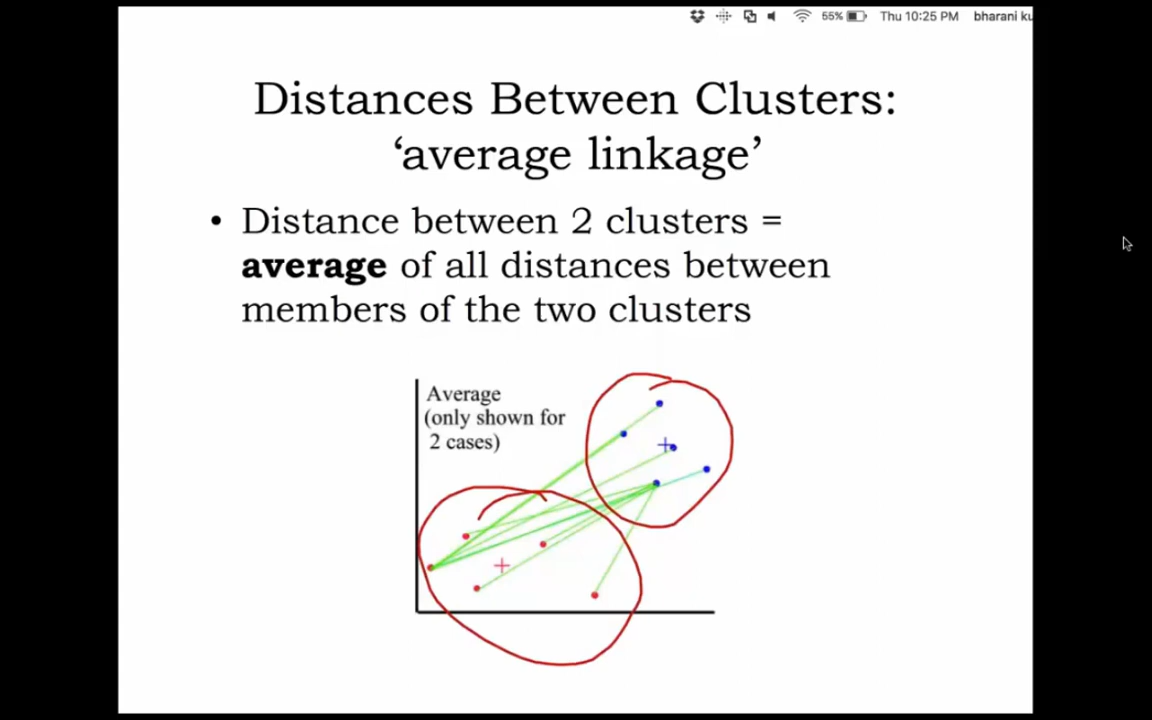 55% Thu 10:25 PM bharani ku
Distances Between Clusters:
‘average linkage’
• Distance between 2 clusters =
average of all distances between
members of the two clusters
Average
(only shown for
2 cases)